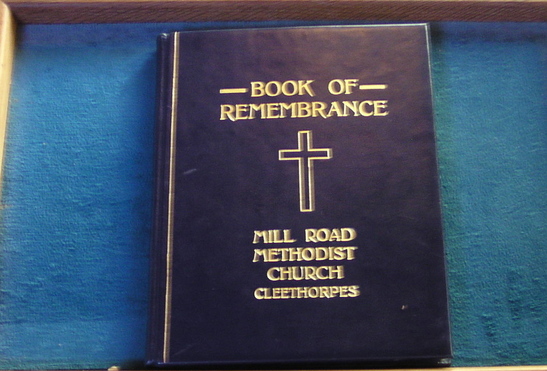 BOOK OF
REMEMBRANCE
MILL ROAD
METHODIST
CHURCH
CLEETHORPES